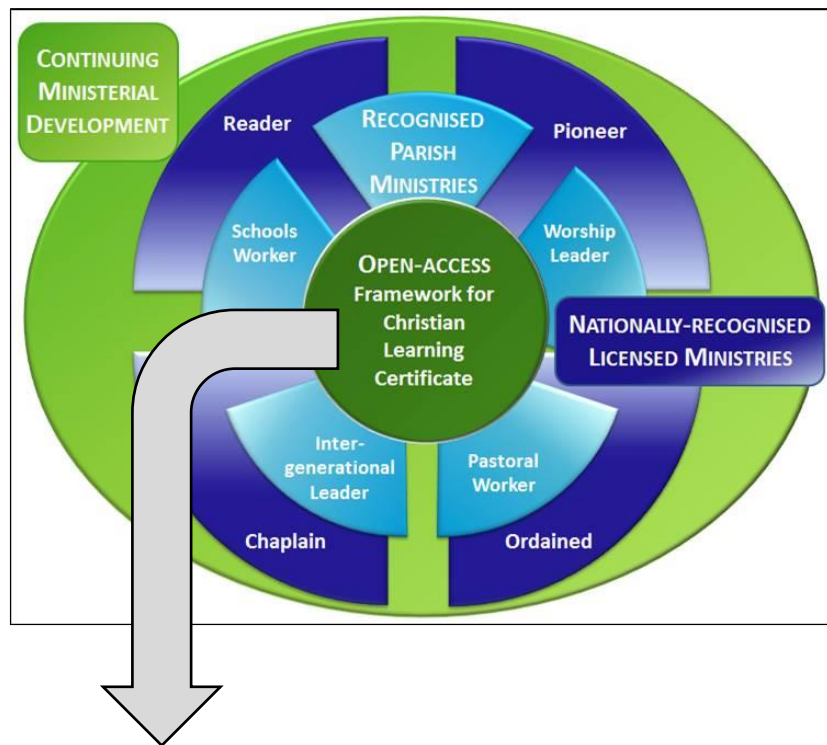 CONTINUING
MINISTERIAL
DEVELOPMENT
Reader
RECOGNISED
PARISH
MINISTRIES
Pioneer
Schools
Worker
Worship
Leader
OPEN-ACCESS
Framework for
Christian
Learning
Certificate
NATIONALLY-RECOGNISED
LICENSED MINISTRIES
Inter-
generational
Leader
Pastoral
Worker
Chaplain
Ordained